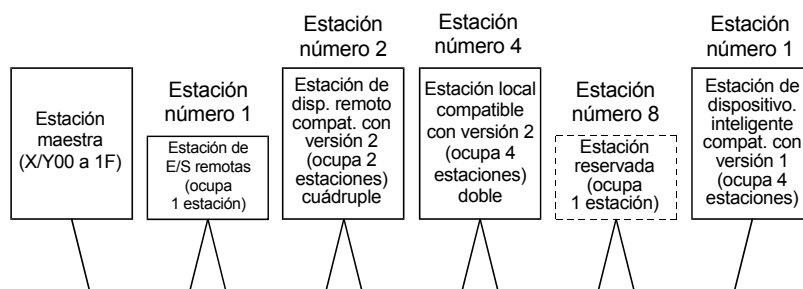 Estación
maestra
(X/Y00 a 1F)
Estación
número 1
Estación de
E/S remotas
(ocupa
1 estación)
Estación
número 2
Estación de
disp. remoto
compat. con
versión 2
(ocupa 2
estaciones)
cuádruple
Estación
número 4
Estación local
compatible
con versión 2
(ocupa 4
estaciones)
doble
Estación
número 8
Estación
reservada
(ocupa
1 estación)
Estación
número 1
Estación de
dispositivo.
inteligente
compat. con
versión 1
(ocupa 4
estaciones)